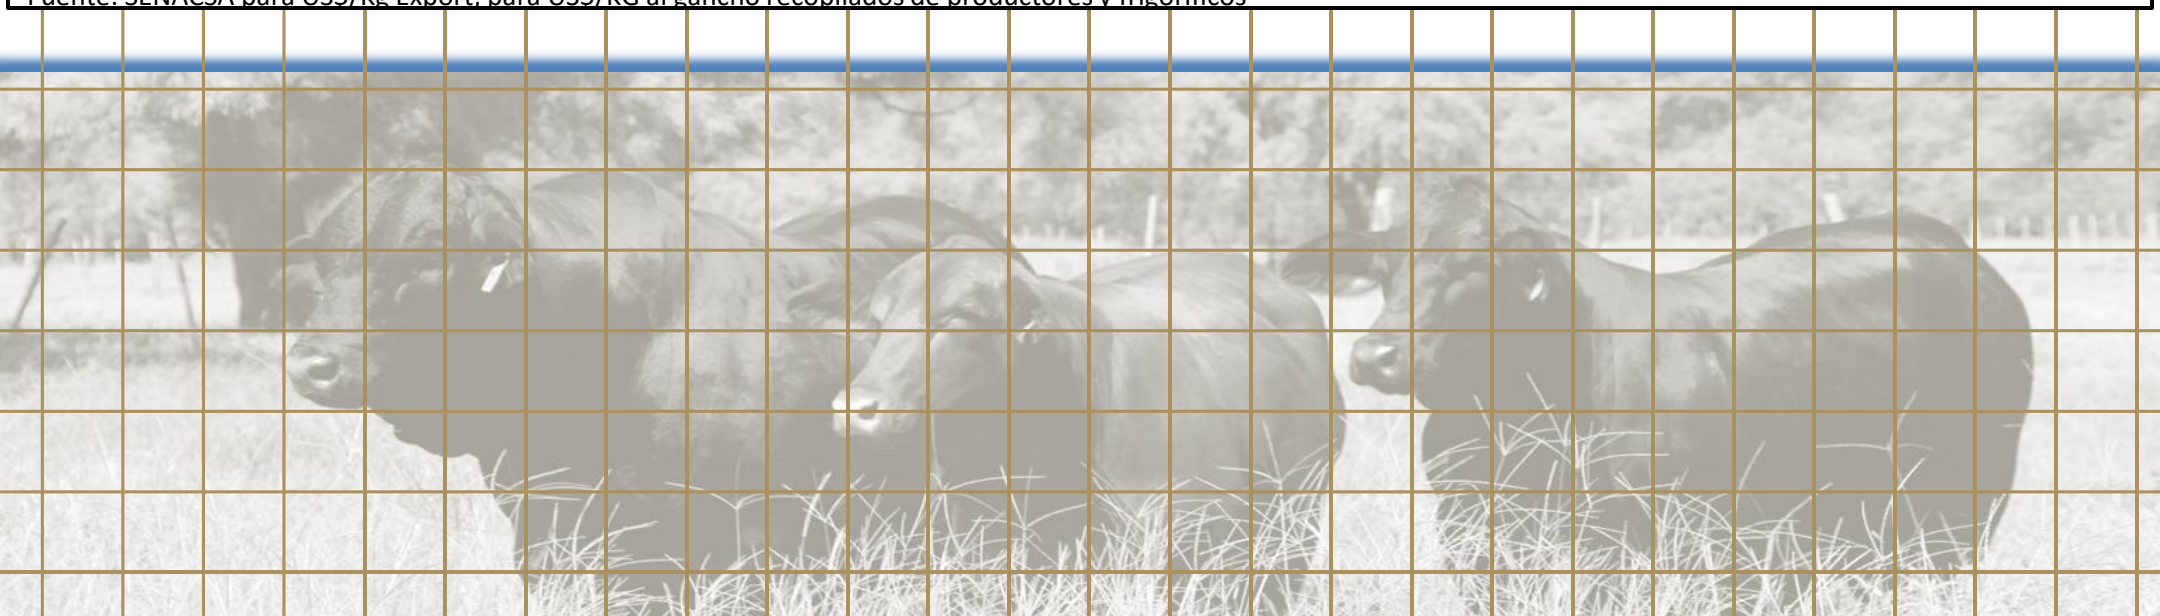 Fuente: SENACSA para US$/Kg Export, para US$/KG al gancho recopilados de productores y frigoríficos